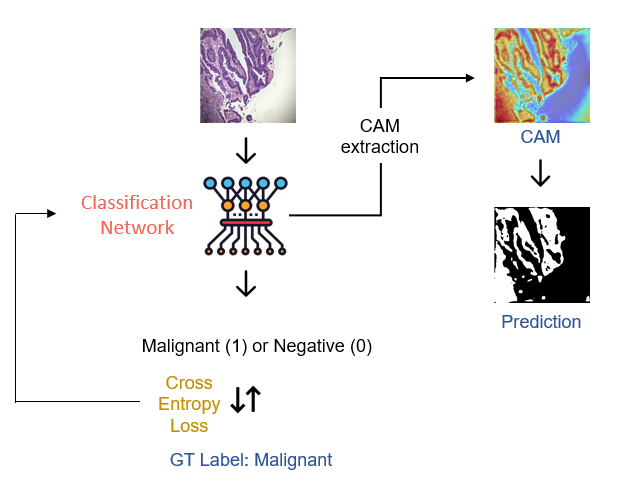 CAM
extraction
CAM
Classification
Network
Prediction
Malignant (1) or Negative (0)
Cross
Entropy
Loss
GT Label: Malignant